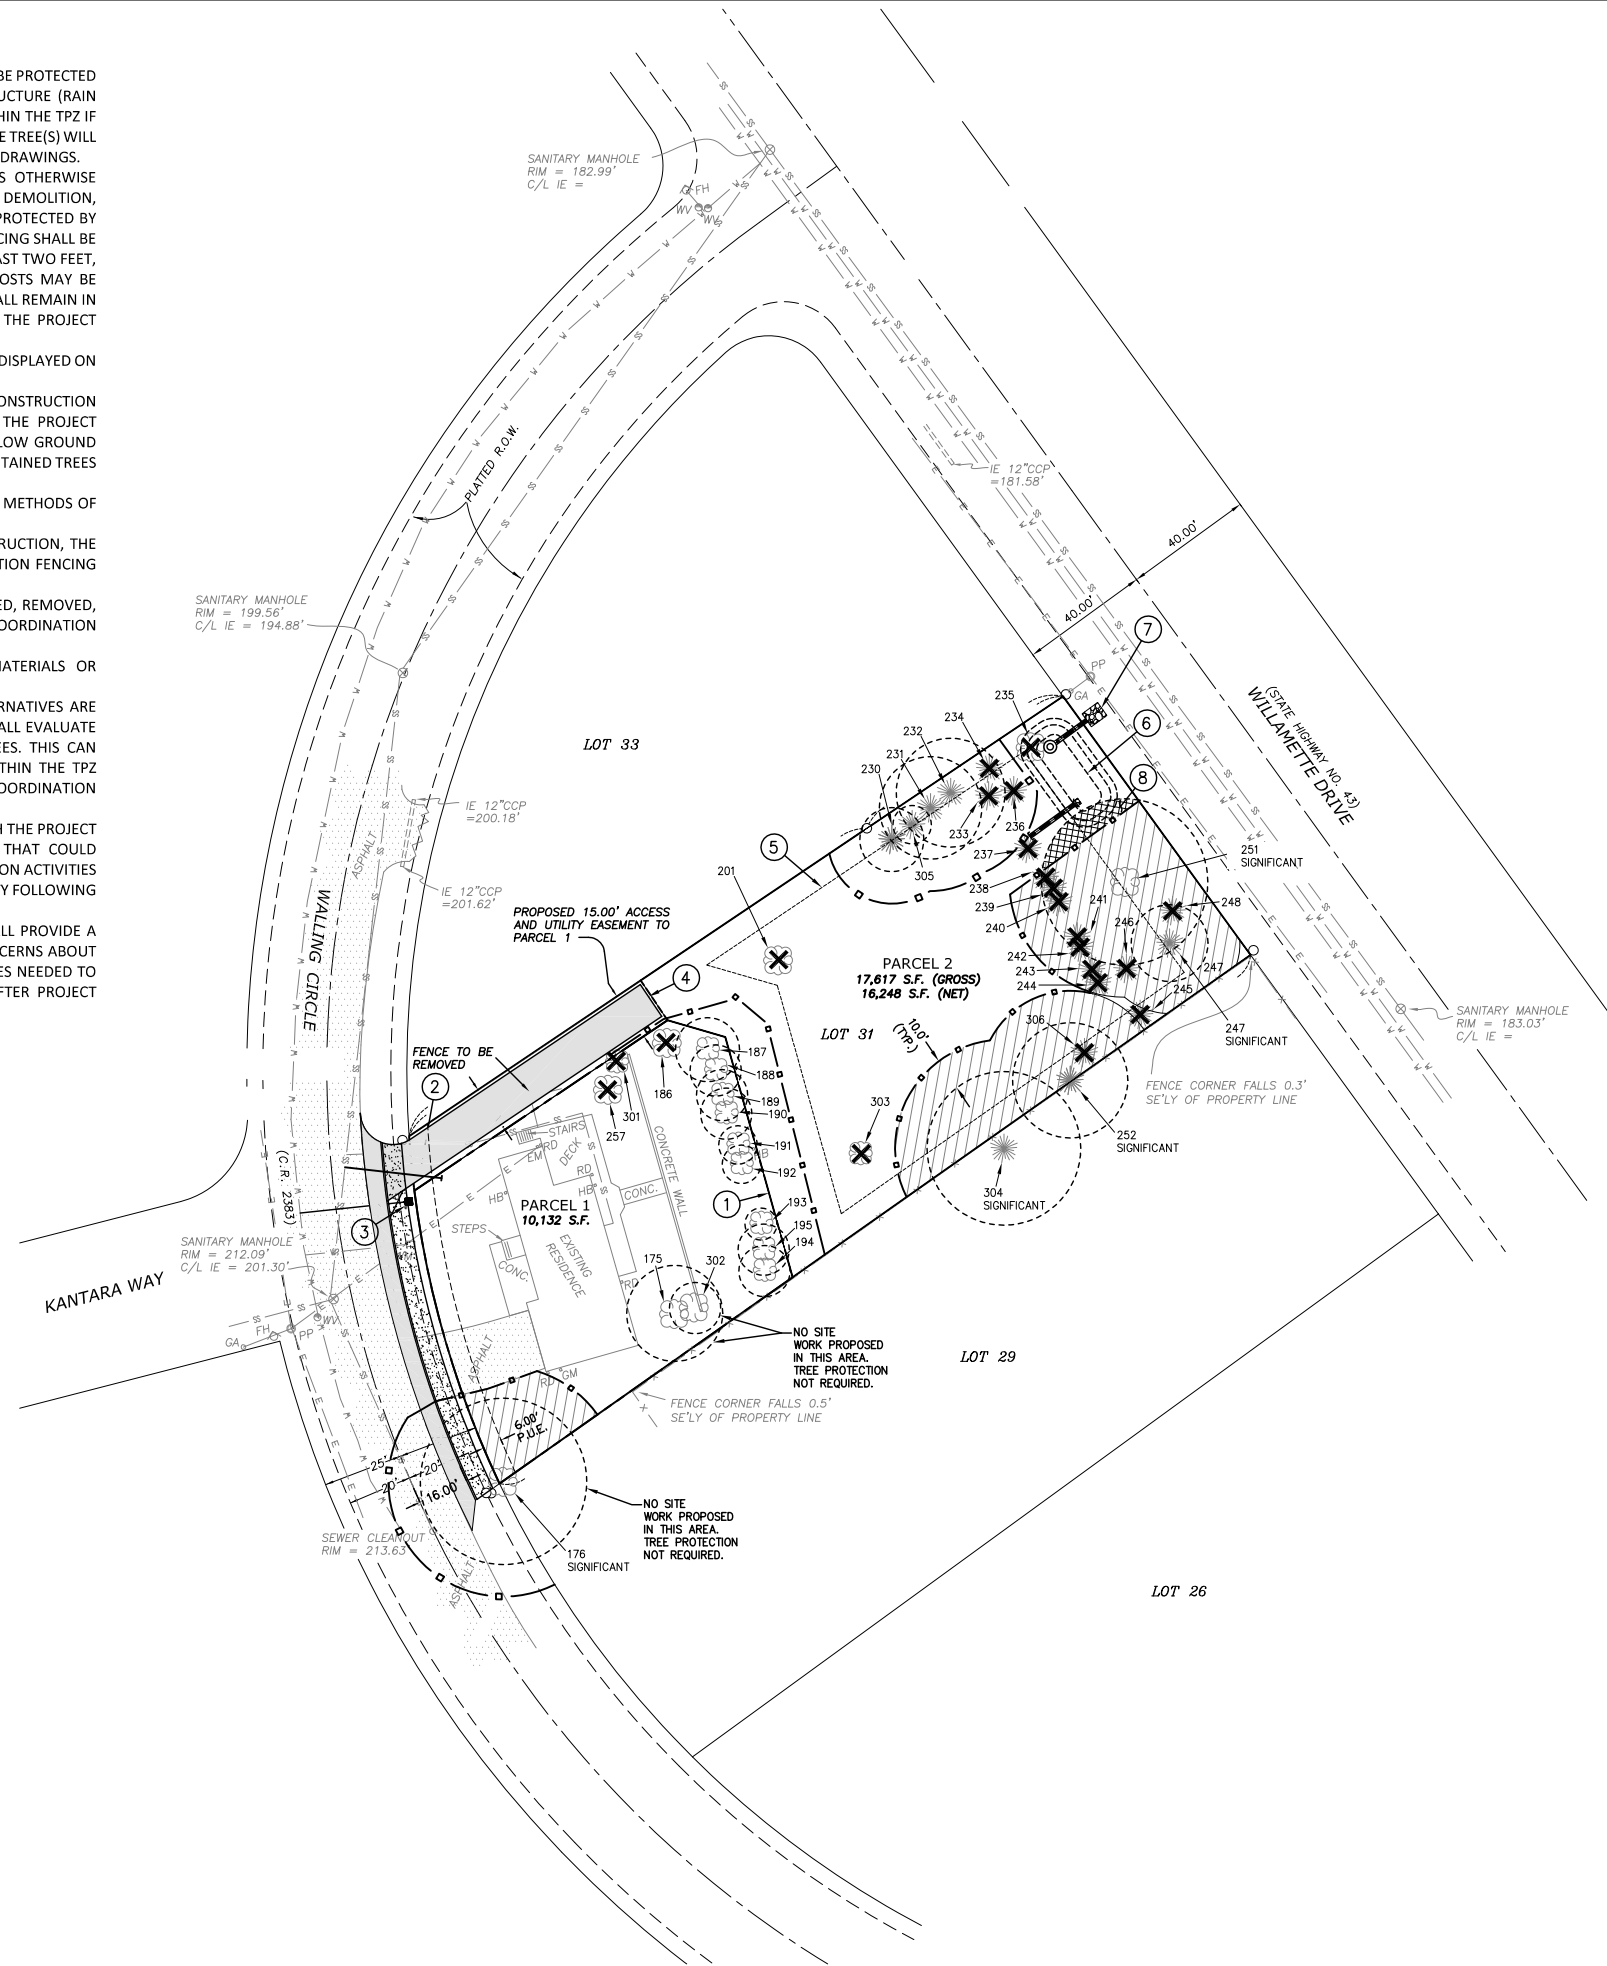 BE PROTECTED
UCTURE (RAIN
HIN THE TPZ IF
E TREE(S) WILL
DRAWINGS.
S OTHERWISE
DEMOLITION,
PROTECTED BY
CING SHALL BE
AST TWO FEET,
OSTS MAY BE
ALL REMAIN IN
THE PROJECT
DISPLAYED ON
ONSTRUCTION
THE PROJECT
LOW GROUND
TAINED TREES
METHODS OF
RUCTION, THE
TION FENCING
ED, REMOVED,
OORDINATION
MATERIALS OR
RNATIVES ARE
ALL EVALUATE
EES. THIS CAN
THIN THE TPZ
OORDINATION
H THE PROJECT
THAT COULD
ON ACTIVITIES
Y FOLLOWING
LL PROVIDE A
CERNS ABOUT
ES NEEDED TO
FTER PROJECT
SANITARY MANHOLE
RIM = 182.99'
C/L IE =
FH
WV
WV
PLATTED R.O.W.
IE 12"CCP
=181.58'
40.00'
40.00'
SANITARY MANHOLE
RIM = 199.56'
C/L IE = 194.88'
7
PP
GA
(STATE HIGHWAY NO. 43)
WILLAMETTE DRIVE
6
8
235
234
232
231
230
LOT 33
233
236
237
305
5
201
238
239
240
241
246
242
243
244
251
SIGNIFICANT
248
247
245
247
SIGNIFICANT
IE 12"CCP
=200.18'
IE 12"CCP
=201.62'
ASPHALT
WALLING CIRCLE
PROPOSED 15.00' ACCESS
AND UTILITY EASEMENT TO
PARCEL 1
4
PARCEL 2
17,617 S.F. (GROSS)
16,248 S.F. (NET)
LOT 31
10.0'
(TYP.)
306
SANITARY MANHOLE
RIM = 183.03'
C/L IE =
FENCE CORNER FALLS 0.3'
SE'LY OF PROPERTY LINE
FENCE TO BE
REMOVED
2
187
188
189
190
186
301
257
191
192
193
195
194
303
252
SIGNIFICANT
304
SIGNIFICANT
STAIRS
RD
EM
DECK
RD
HB
HB
CONC.
CONCRETE WALL
PARCEL 1
10,132 S.F.
1
STEPS
CONC.
EXISTING
RESIDENCE
RD
175
302
(C.R. 2383)
3
SANITARY MANHOLE
RIM = 212.09'
C/L IE = 201.30'
KANTARA WAY
FH
WV
PP
GA
ASPHALT
RD
GM
NO SITE
WORK PROPOSED
IN THIS AREA.
TREE PROTECTION
NOT REQUIRED.
LOT 29
FENCE CORNER FALLS 0.5'
SE'LY OF PROPERTY LINE
6.00'
P.U.E.
25'
20'
20'
16.00'
NO SITE
WORK PROPOSED
IN THIS AREA.
TREE PROTECTION
NOT REQUIRED.
SEWER CLEANOUT
RIM = 213.63
176
SIGNIFICANT
ASPHALT
LOT 26